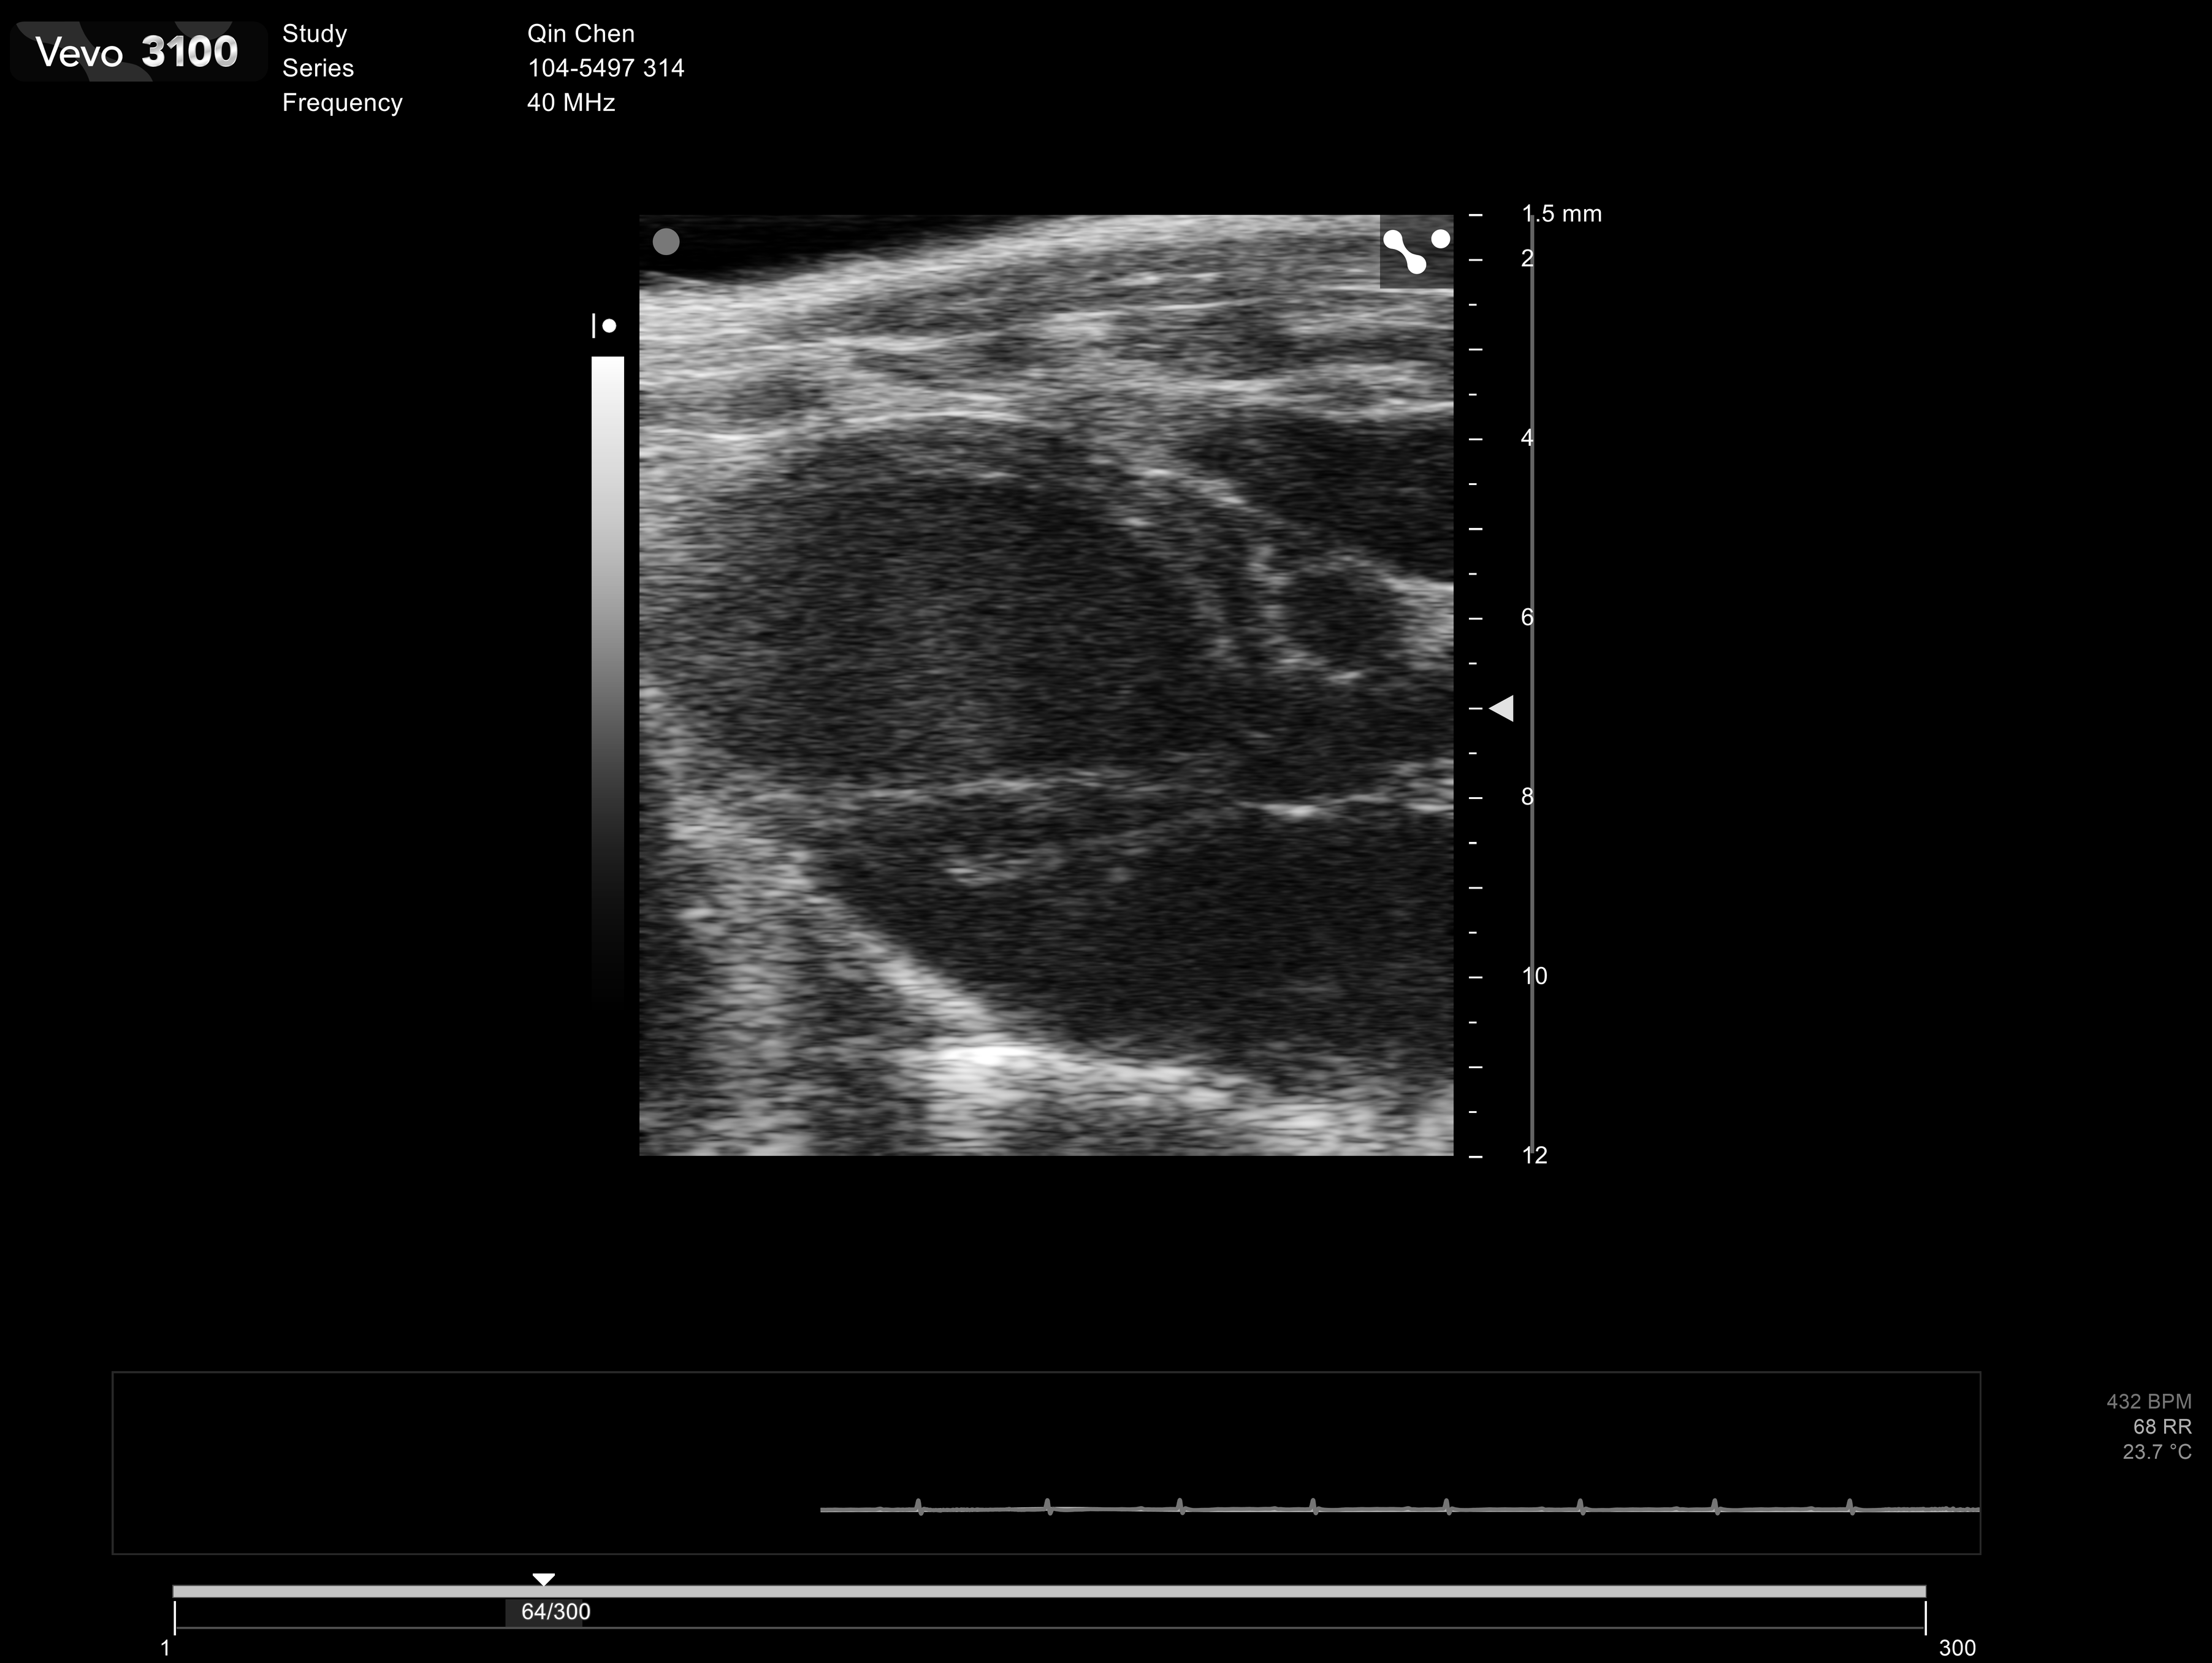 Vevo 3100
Study Qin Chen
Series 104-5497 314
Frequency 40 MHz
1.5 mm
2
4
6
8
10
12
432 BPM
68 RR
23.7 °C
64/300
1 300